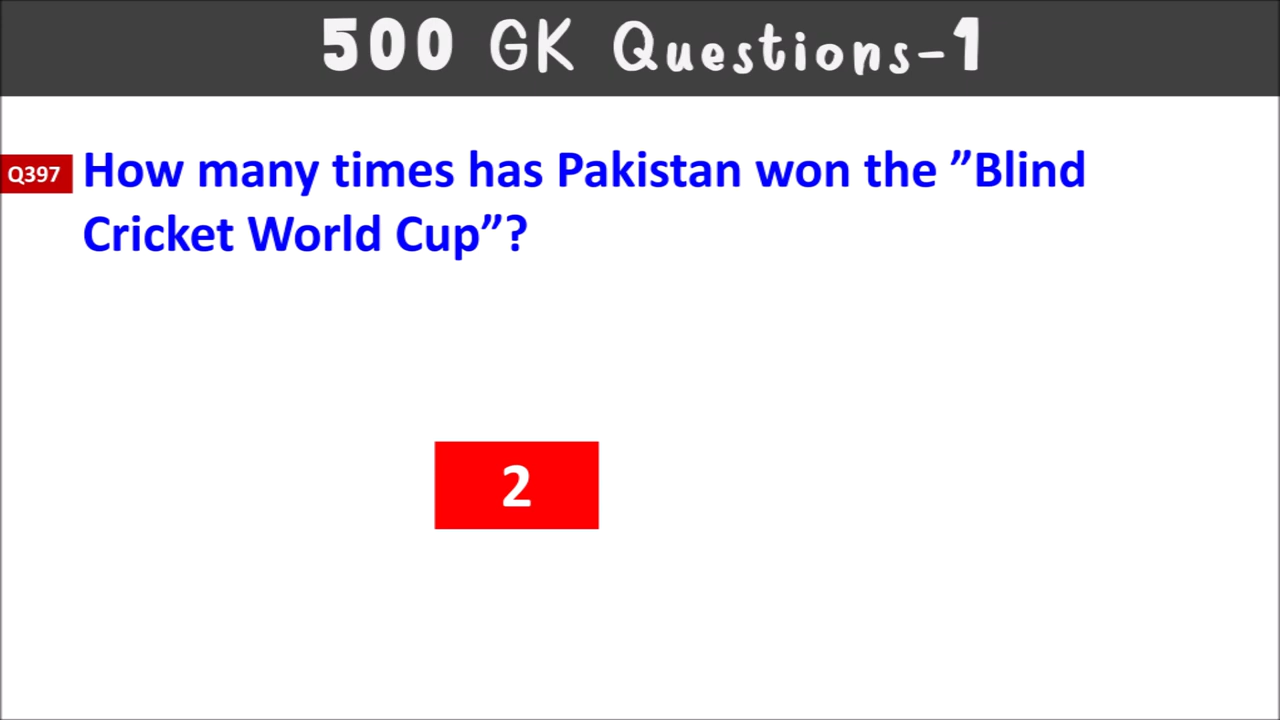 500 GK Questions-1
Q397
How many times has Pakistan won the ”Blind
Cricket World Cup”?
2